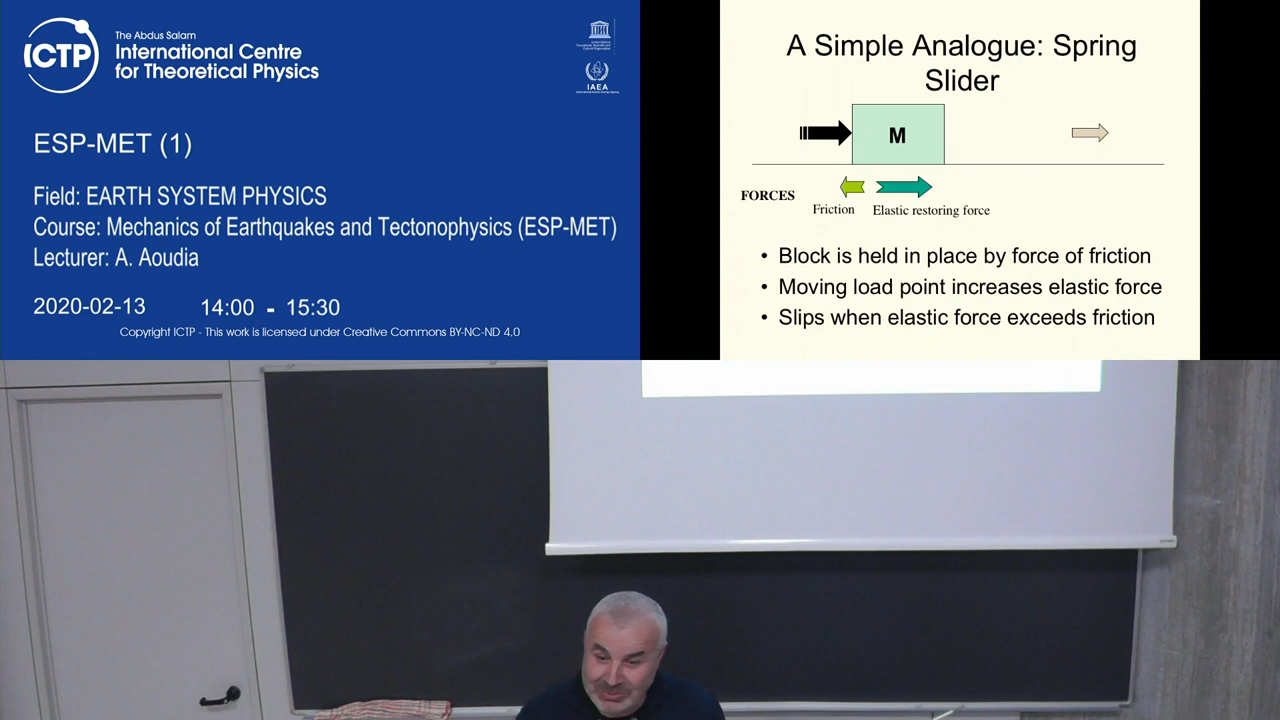 ICTP
The Abdus Salam
International Centre
for Theoretical Physics
IAEA
ESP-MET (1)
Field: EARTH SYSTEM PHYSICS
Course: Mechanics of Earthquakes and Tectonophysics (ESP-MET)
Lecturer: A. Aoudia
2020-02-13 14:00 - 15:30
Copyright ICTP - This work is licensed under Creative Commons BY-NC-ND 4.0
A Simple Analogue: Spring
Slider
M
FORCES
Friction
Elastic restoring force
• Block is held in place by force of friction
• Moving load point increases elastic force
• Slips when elastic force exceeds friction